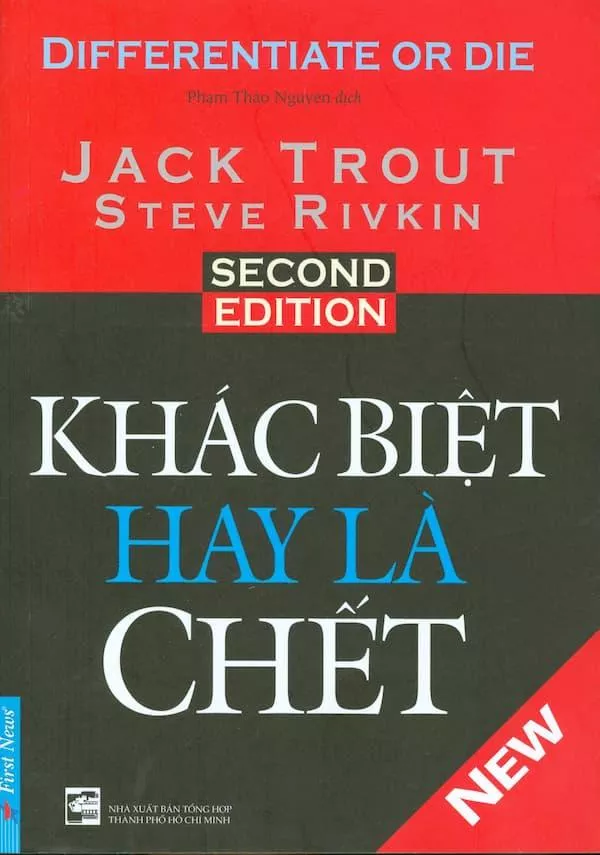 DIFFERENTIATE OR DIE
Phạm Thảo Nguyên dịch
JACK TROUT
STEVE RIVKIN
SECOND
EDITION
KHÁC BIỆT
HAY LÀ
CHẾT
NEW
First News®
NHÀ XUẤT BẢN TỔNG HỢP
THÀNH PHỐ HỒ CHÍ MINH